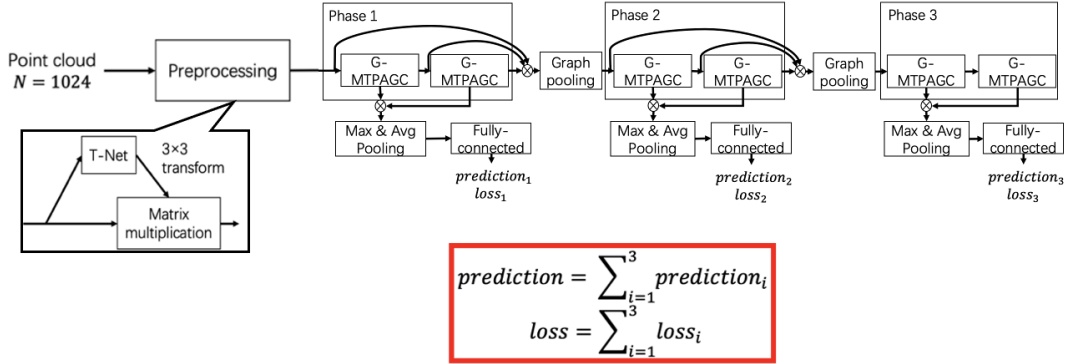 Point cloud
N = 1024
Preprocessing
T-Net
3×3
transform
Matrix
multiplication
Phase 1
G-
MTPAGC
G-
MTPAGC
Max & Avg
Pooling
Fully-
connected
prediction₁
loss₁
Graph
pooling
Phase 2
G-
MTPAGC
G-
MTPAGC
Max & Avg
Pooling
Fully-
connected
prediction₂
loss₂
Graph
pooling
Phase 3
G-
MTPAGC
G-
MTPAGC
Max & Avg
Pooling
Fully-
connected
prediction₃
loss₃
prediction = ∑³ᵢ₌₁ predictionᵢ
loss = ∑³ᵢ₌₁ lossᵢ